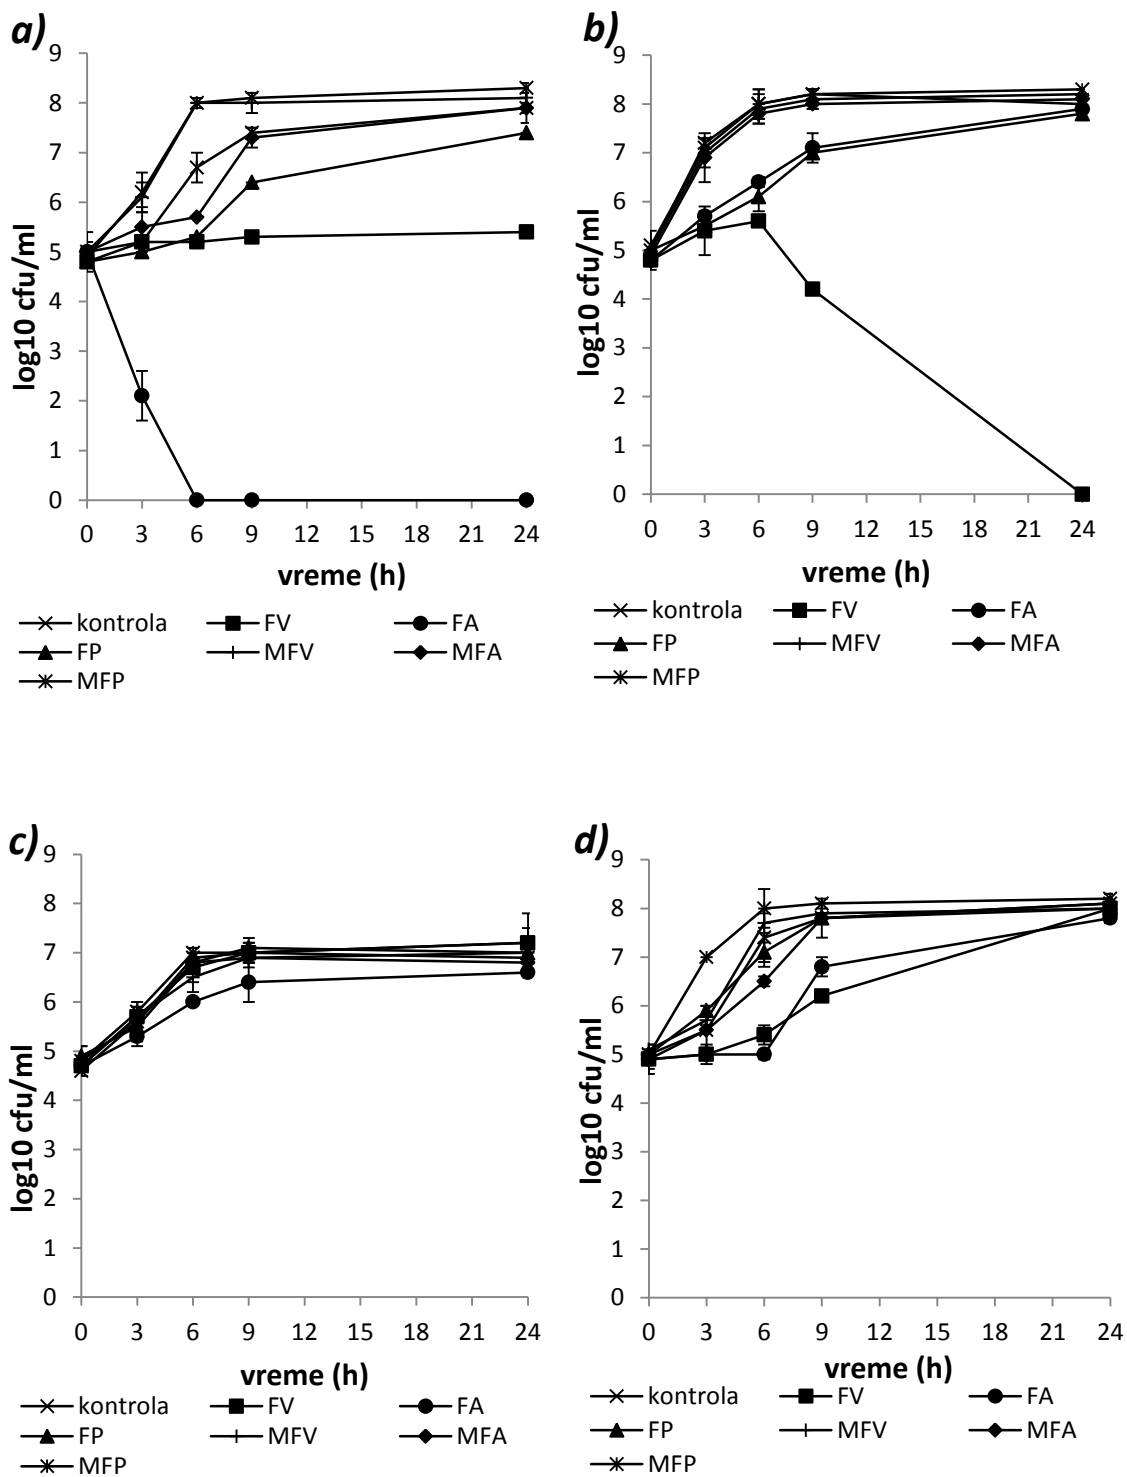 a)
9
8
7
6
5
4
3
2
1
0
log10 cfu/ml
0 3 6 9 12 15 18 21 24
vreme (h)
kontrola FV FA
FP MFV MFA
MFP
b)
9
8
7
6
5
4
3
2
1
0
log10 cfu/ml
0 3 6 9 12 15 18 21 24
vreme (h)
kontrola FV FA
FP MFV MFA
MFP
c)
9
8
7
6
5
4
3
2
1
0
log10 cfu/ml
0 3 6 9 12 15 18 21 24
vreme (h)
kontrola FV FA
FP MFV MFA
MFP
d)
9
8
7
6
5
4
3
2
1
0
log10 cfu/ml
0 3 6 9 12 15 18 21 24
vreme (h)
kontrola FV FA
FP MFV MFA
MFP